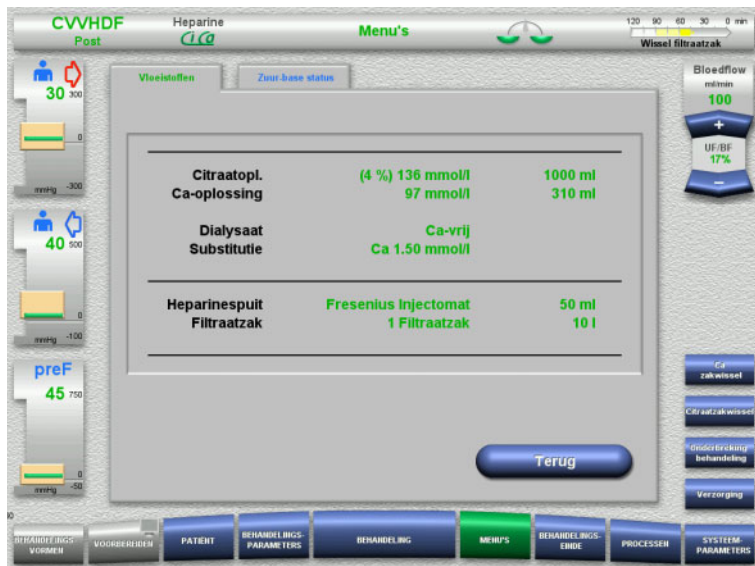 CVVHDF
Post
Heparine
Ci Ca
Menu's
120 90 60 30 0 min
Wissel filtraatzak
30 300
0
mmHg -300
40 500
0
mmHg -100
preF
45 750
0
mmHg -50
Vloeistoffen
Zuur-base status
Citraatopl. (4 %) 136 mmol/l 1000 ml
Ca-oplossing 97 mmol/l 310 ml
Dialysaat Ca-vrij
Substitutie Ca 1.50 mmol/l
Heparinespuit Fresenius Injectomat 50 ml
Filtraatzak 1 Filtraatzak 10 l
Terug
Bloedflow
ml/min
100
+
UF/BF
17%
−
Ca
zakwissel
Citraatzakwissel
Onderbreking
behandeling
Verzorging
BEHANDELINGS-
VORMEN
VOORBEREIDEN
PATIËNT
BEHANDELINGS-
PARAMETERS
BEHANDELING
MENU'S
BEHANDELINGS-
EINDE
PROCESSEN
SYSTEEM-
PARAMETERS